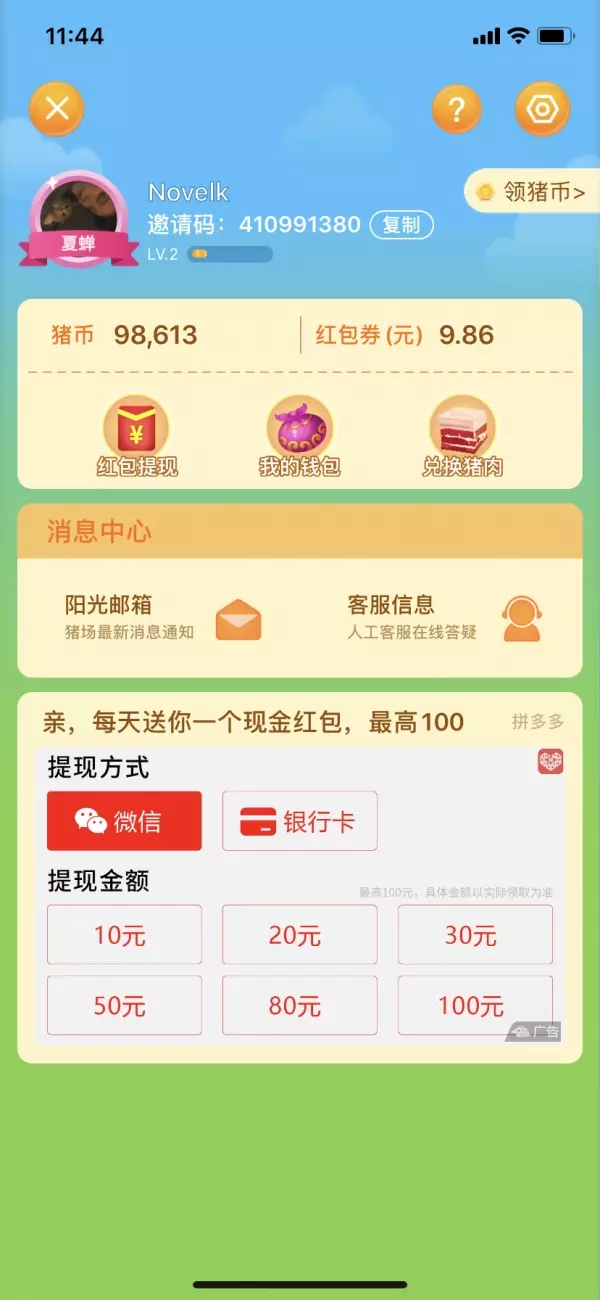 11:44
?
领猪币>
Novelk
邀请码：410991380 复制
夏蝉
LV.2
猪币 98,613 红包券(元) 9.86
¥
红包提现 我的钱包 兑换猪肉
消息中心
阳光邮箱 客服信息
猪场最新消息通知 人工客服在线答疑
亲，每天送你一个现金红包，最高100 拼多多
提现方式
微信 银行卡
提现金额 最高100元，具体金额以实际领取为准
10元 20元 30元
50元 80元 100元
广告